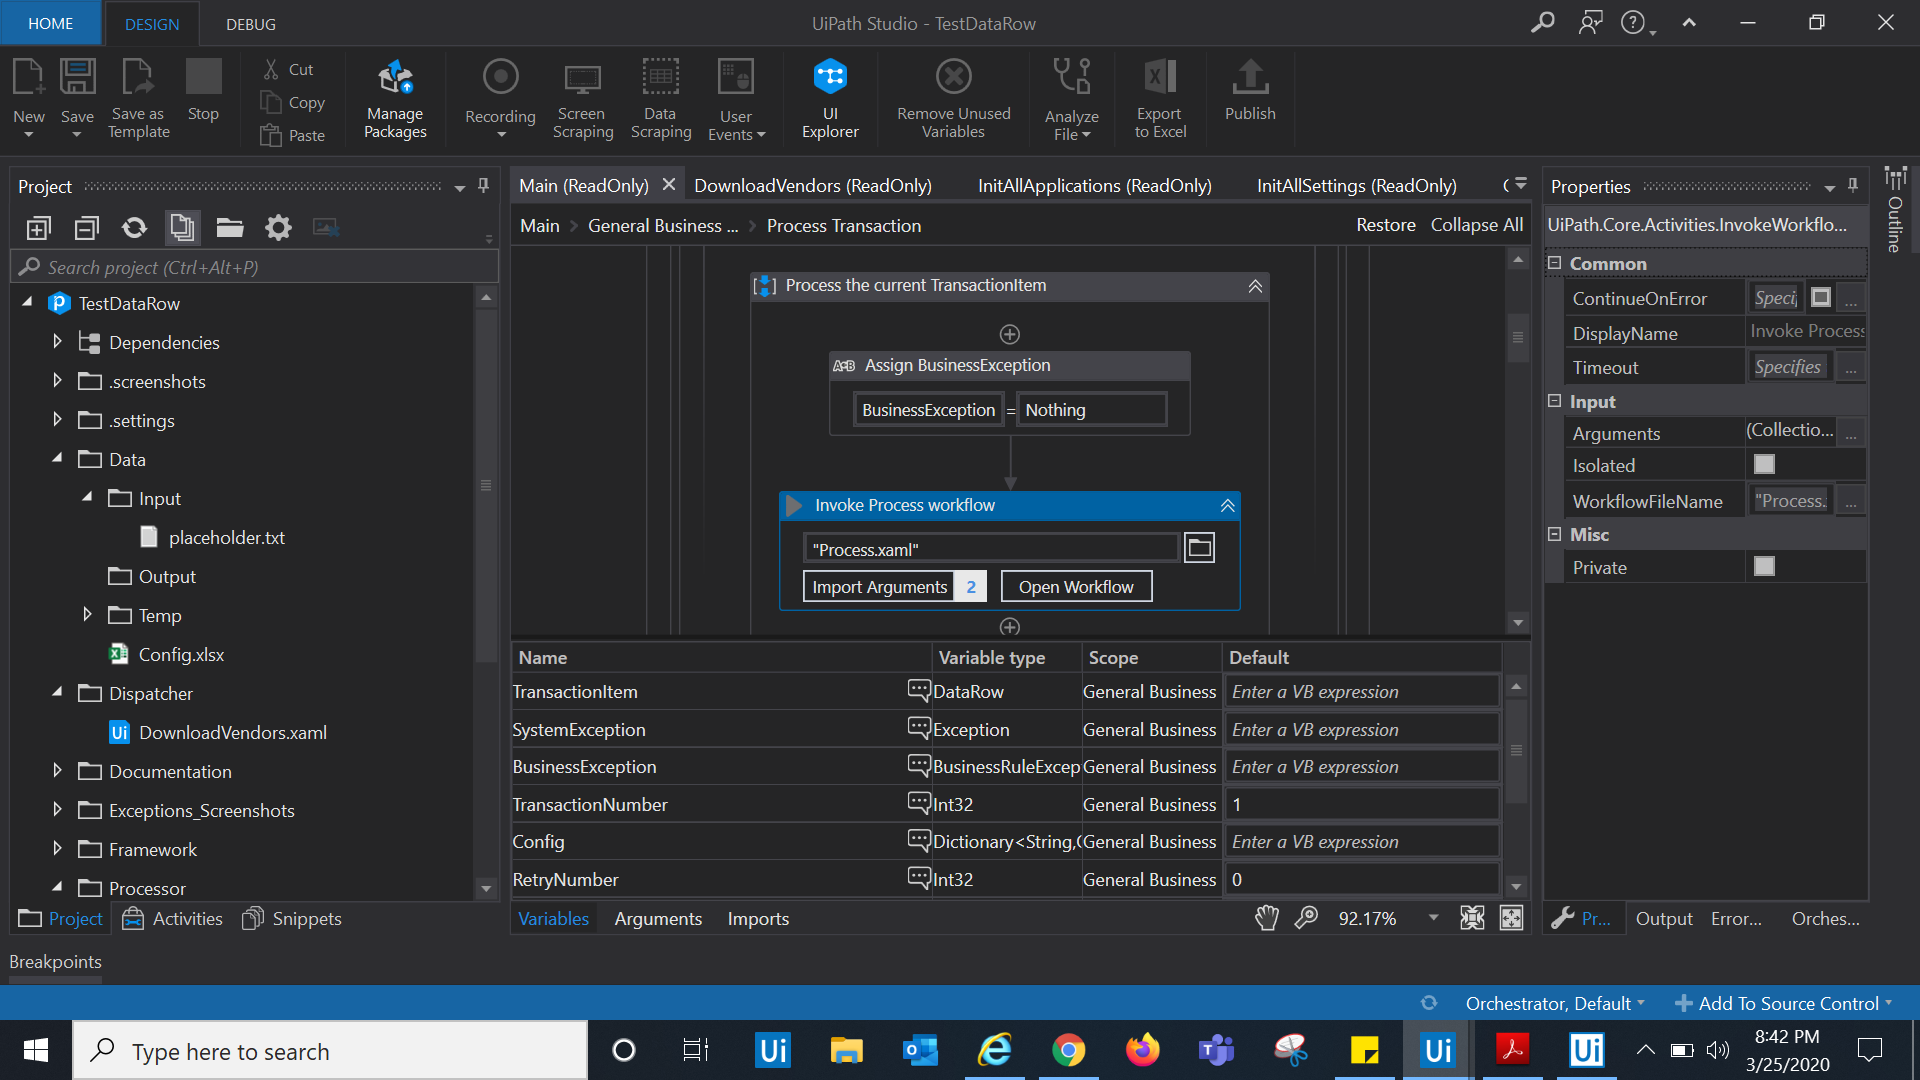 HOME
DESIGN
DEBUG
UiPath Studio - TestDataRow
New
Save
Save as
Template
Stop
Cut
Copy
Paste
Manage
Packages
Recording
Screen
Scraping
Data
Scraping
User
Events
UI
Explorer
Remove Unused
Variables
Analyze
File
Export
to Excel
Publish
Project
Search project (Ctrl+Alt+P)
TestDataRow
Dependencies
.screenshots
.settings
Data
Input
placeholder.txt
Output
Temp
Config.xlsx
Dispatcher
DownloadVendors.xaml
Documentation
Exceptions_Screenshots
Framework
Processor
Project
Activities
Snippets
Main (ReadOnly)
DownloadVendors (ReadOnly)
InitAllApplications (ReadOnly)
InitAllSettings (ReadOnly)
Main > General Business ... > Process Transaction
Restore
Collapse All
Process the current TransactionItem
A+B Assign BusinessException
BusinessException = Nothing
Invoke Process workflow
"Process.xaml"
Import Arguments 2
Open Workflow
Name Variable type Scope Default
TransactionItem DataRow General Business Enter a VB expression
SystemException Exception General Business Enter a VB expression
BusinessException BusinessRuleExcep General Business Enter a VB expression
TransactionNumber Int32 General Business 1
Config Dictionary<String,O General Business Enter a VB expression
RetryNumber Int32 General Business 0
Variables
Arguments
Imports
92.17%
Properties
UiPath.Core.Activities.InvokeWorkflo...
Common
ContinueOnError Speci ...
DisplayName Invoke Process
Timeout Specifies ...
Input
Arguments (Collectio... ...
Isolated
WorkflowFileName "Process. ...
Misc
Private
Pr...
Output
Error...
Orches...
Outline
Breakpoints
Orchestrator, Default
Add To Source Control
Type here to search
Ui
Ui
Ui
8:42 PM
3/25/2020